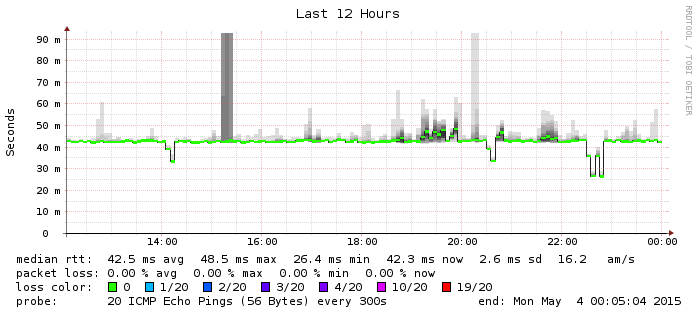 Last 12 Hours
RRDTOOL / TOBI OETIKER
Seconds
90 m
80 m
70 m
60 m
50 m
40 m
30 m
20 m
10 m
0
14:00 16:00 18:00 20:00 22:00 00:00
median rtt: 42.5 ms avg 48.5 ms max 26.4 ms min 42.3 ms now 2.6 ms sd 16.2 am/s
packet loss: 0.00 % avg 0.00 % max 0.00 % min 0.00 % now
loss color: 0 1/20 2/20 3/20 4/20 10/20 19/20
probe: 20 ICMP Echo Pings (56 Bytes) every 300s end: Mon May 4 00:05:04 2015